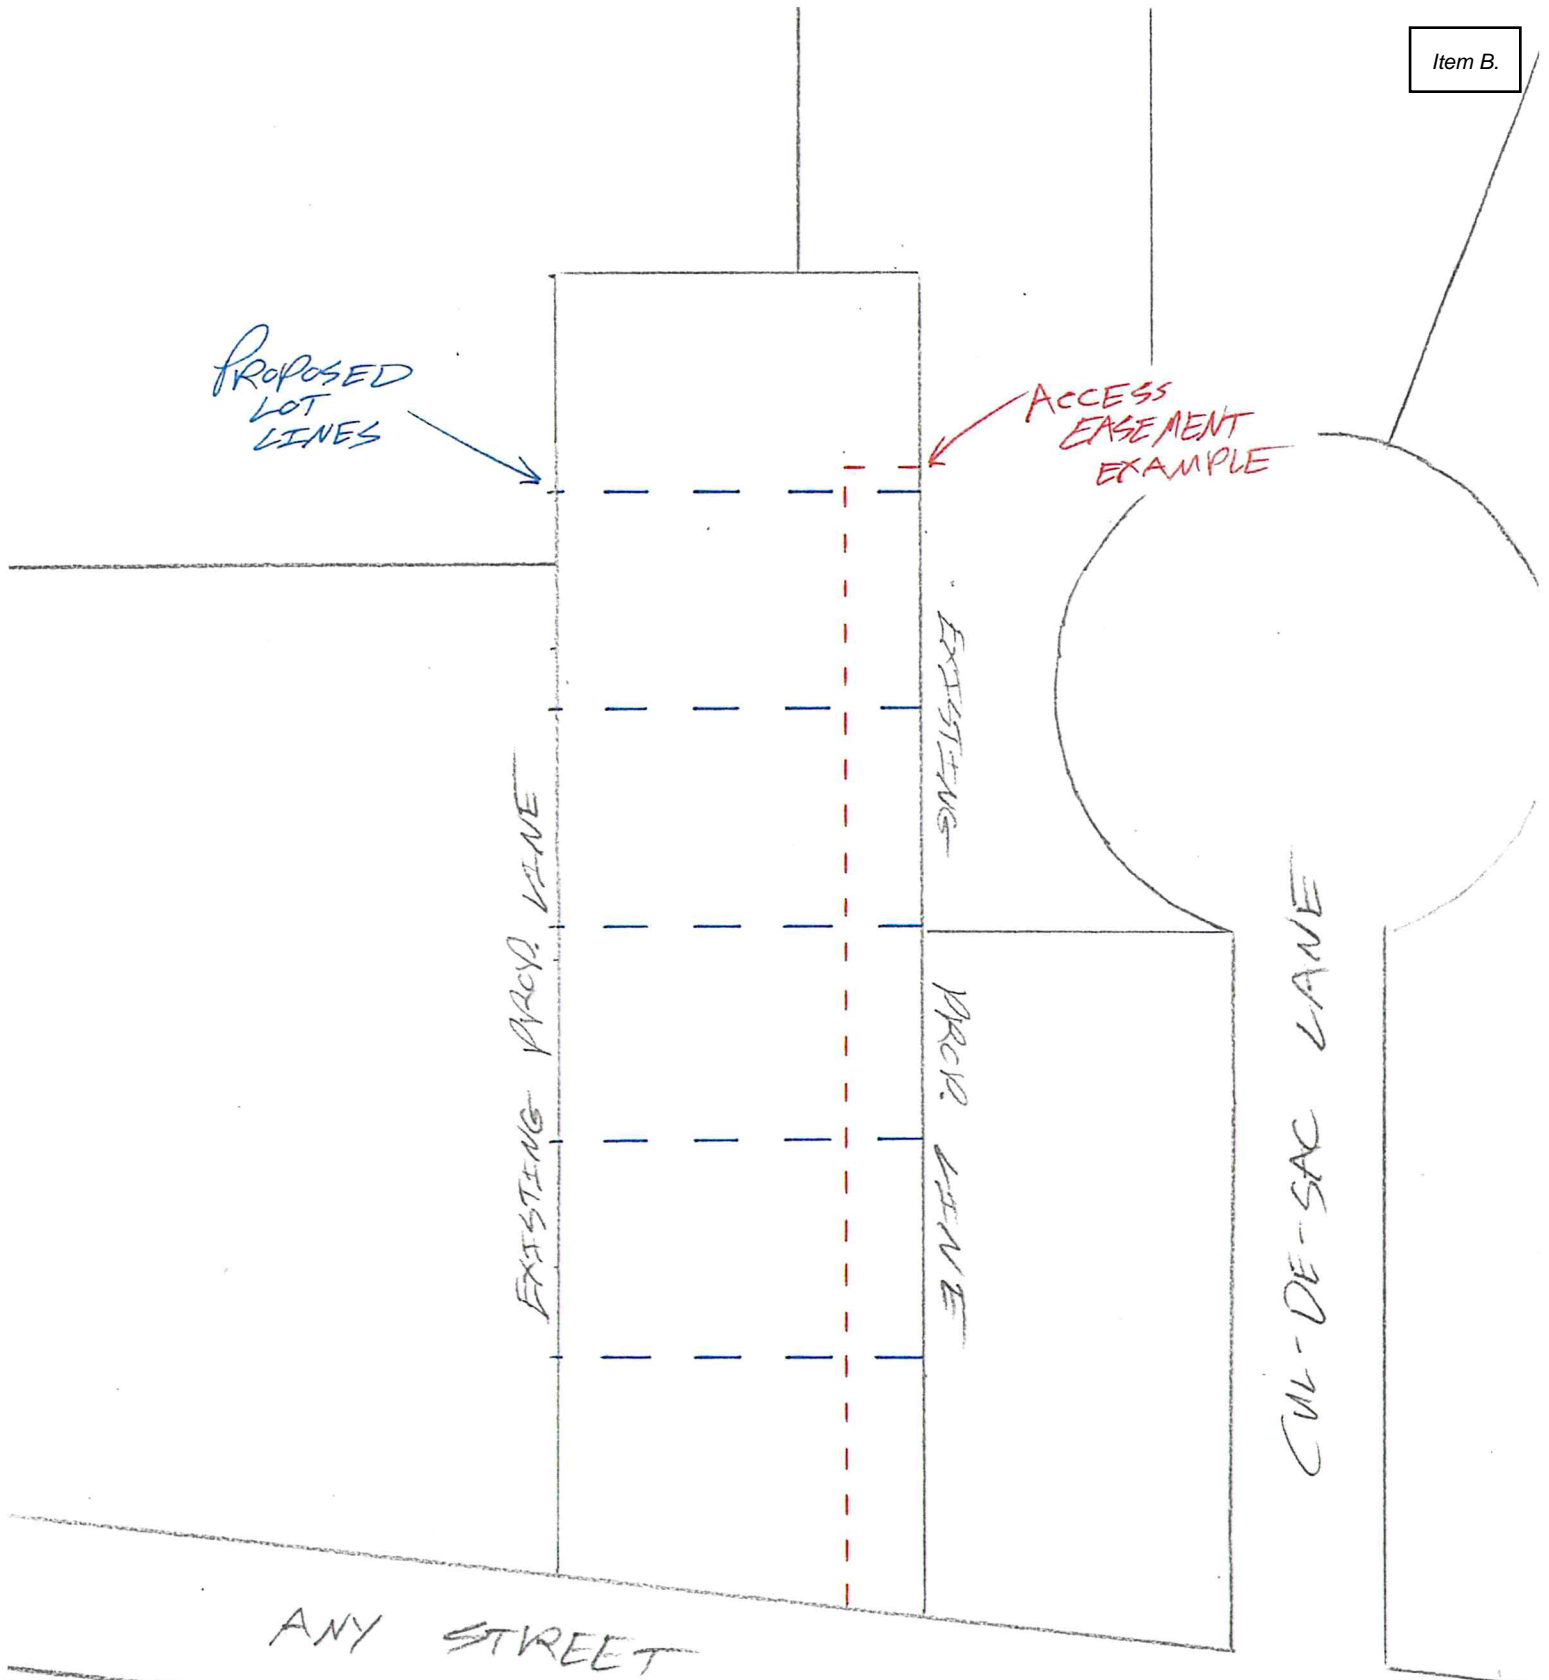 Item B.
PROPOSED
LOT
LINES
ACCESS
EASEMENT
EXAMPLE
EXISTING PROP. LINE
EXISTING PROP. LINE
CUL-DE-SAC LANE
ANY STREET